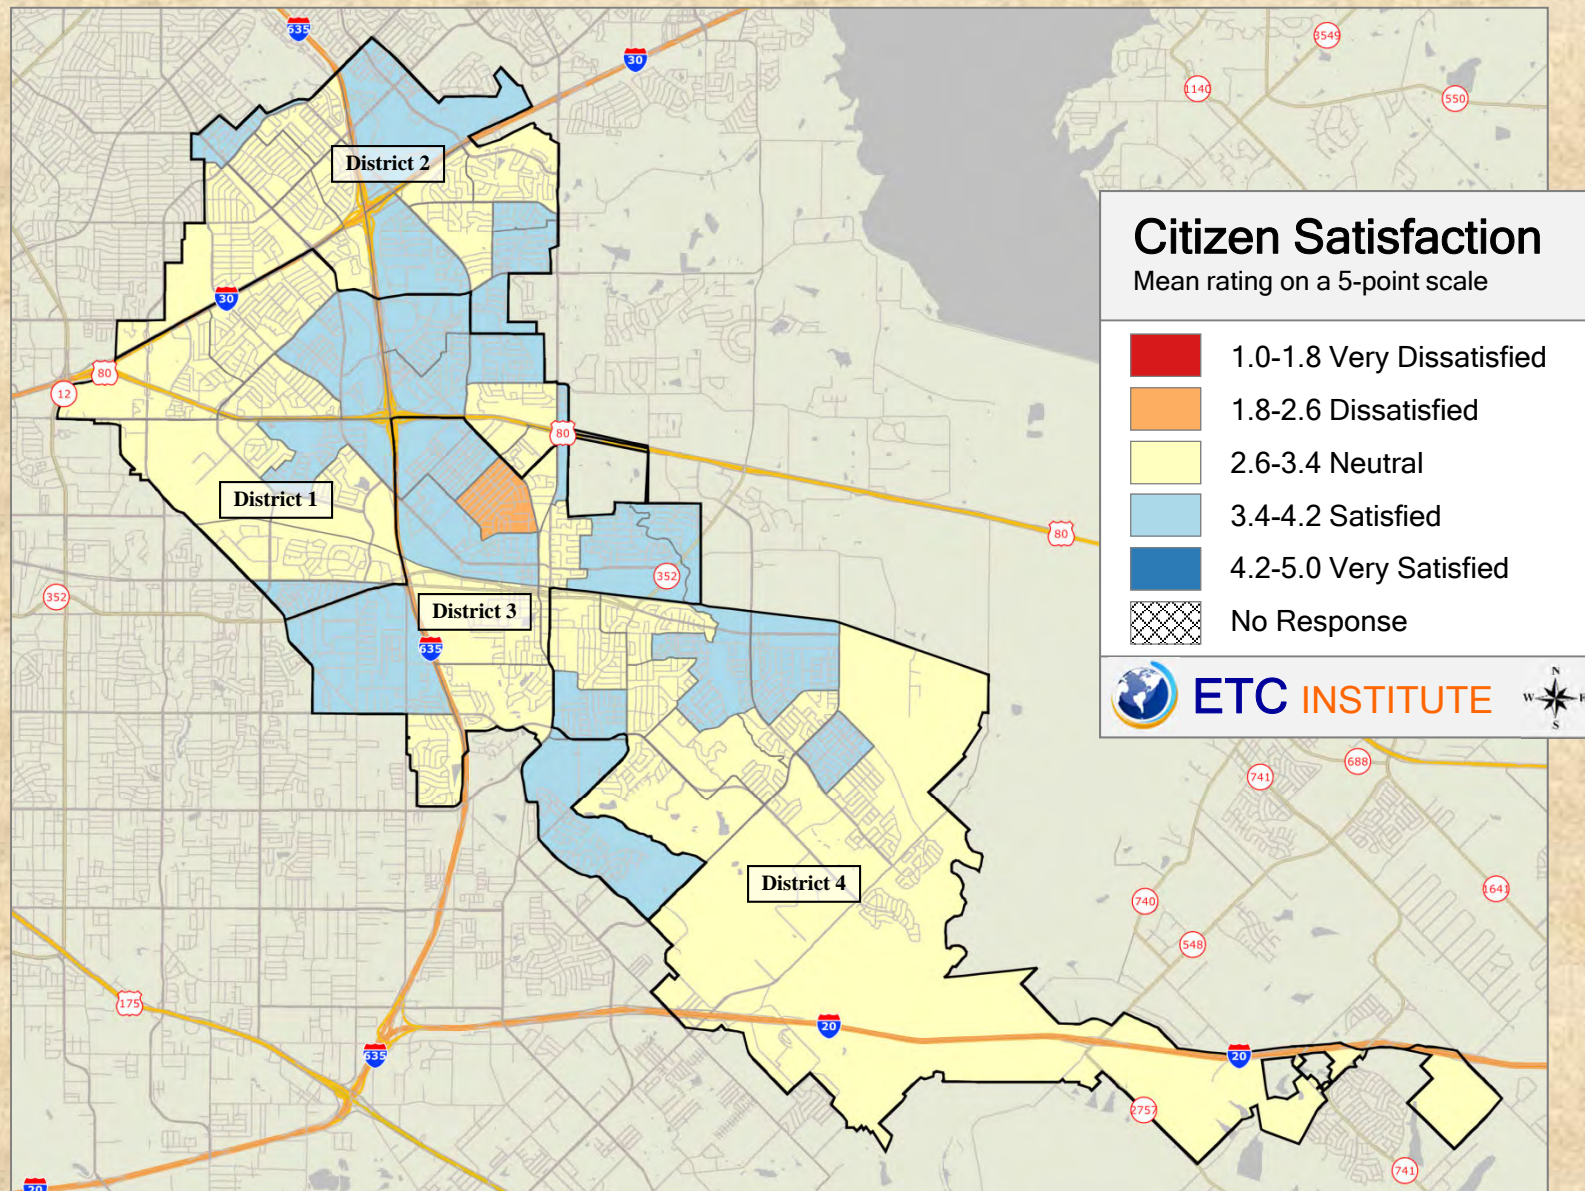 635
30
3549
1140
550
District 2
30
80
12
80
District 1
80
352
352
District 3
635
District 4
175
635
20
20
20
741
688
740
548
1641
2757
741
Citizen Satisfaction
Mean rating on a 5-point scale
1.0-1.8 Very Dissatisfied
1.8-2.6 Dissatisfied
2.6-3.4 Neutral
3.4-4.2 Satisfied
4.2-5.0 Very Satisfied
No Response
ETC INSTITUTE
N
W E
S